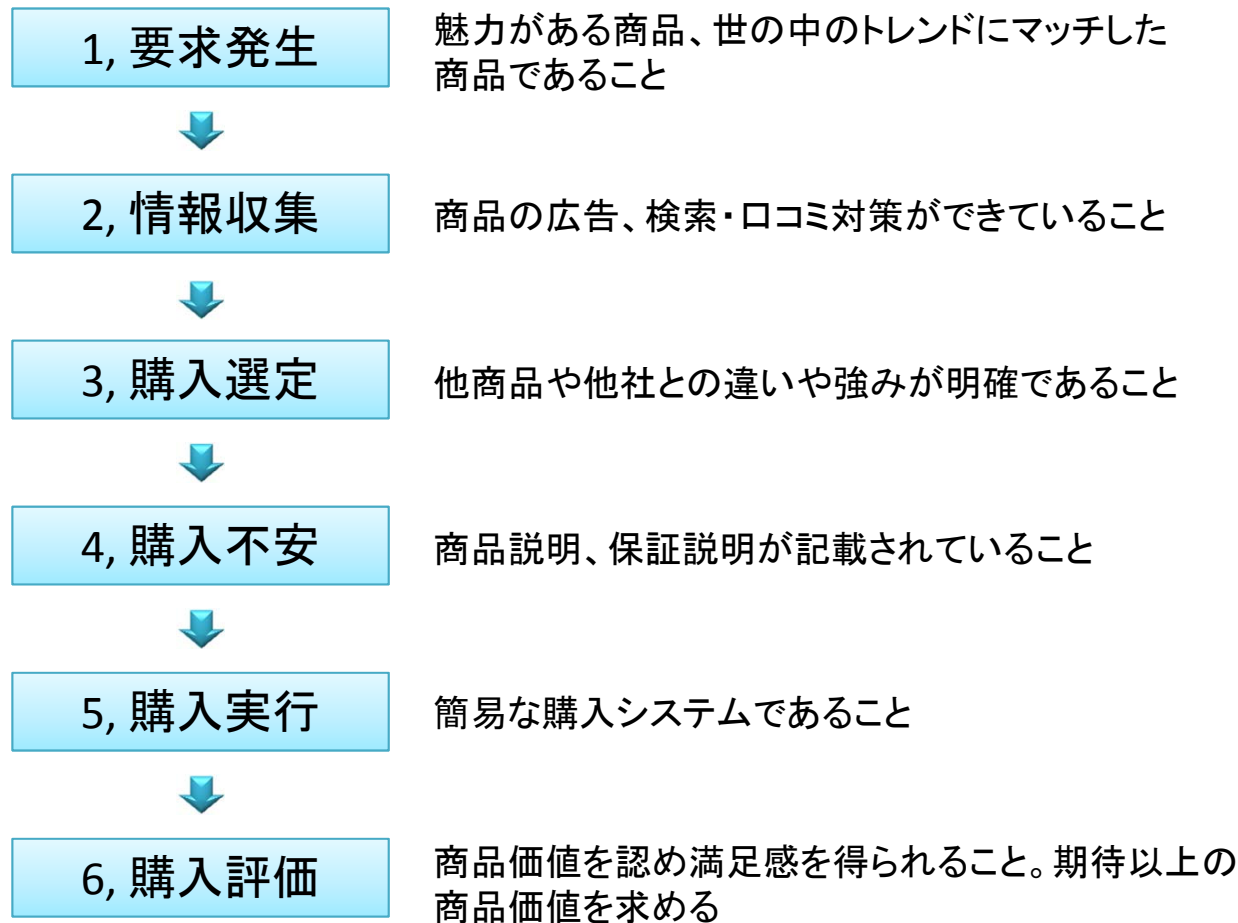 1, 要求発生
魅力がある商品、世の中のトレンドにマッチした
商品であること
2, 情報収集
商品の広告、検索・口コミ対策ができていること
3, 購入選定
他商品や他社との違いや強みが明確であること
4, 購入不安
商品説明、保証説明が記載されていること
5, 購入実行
簡易な購入システムであること
6, 購入評価
商品価値を認め満足感を得られること。期待以上の
商品価値を求める